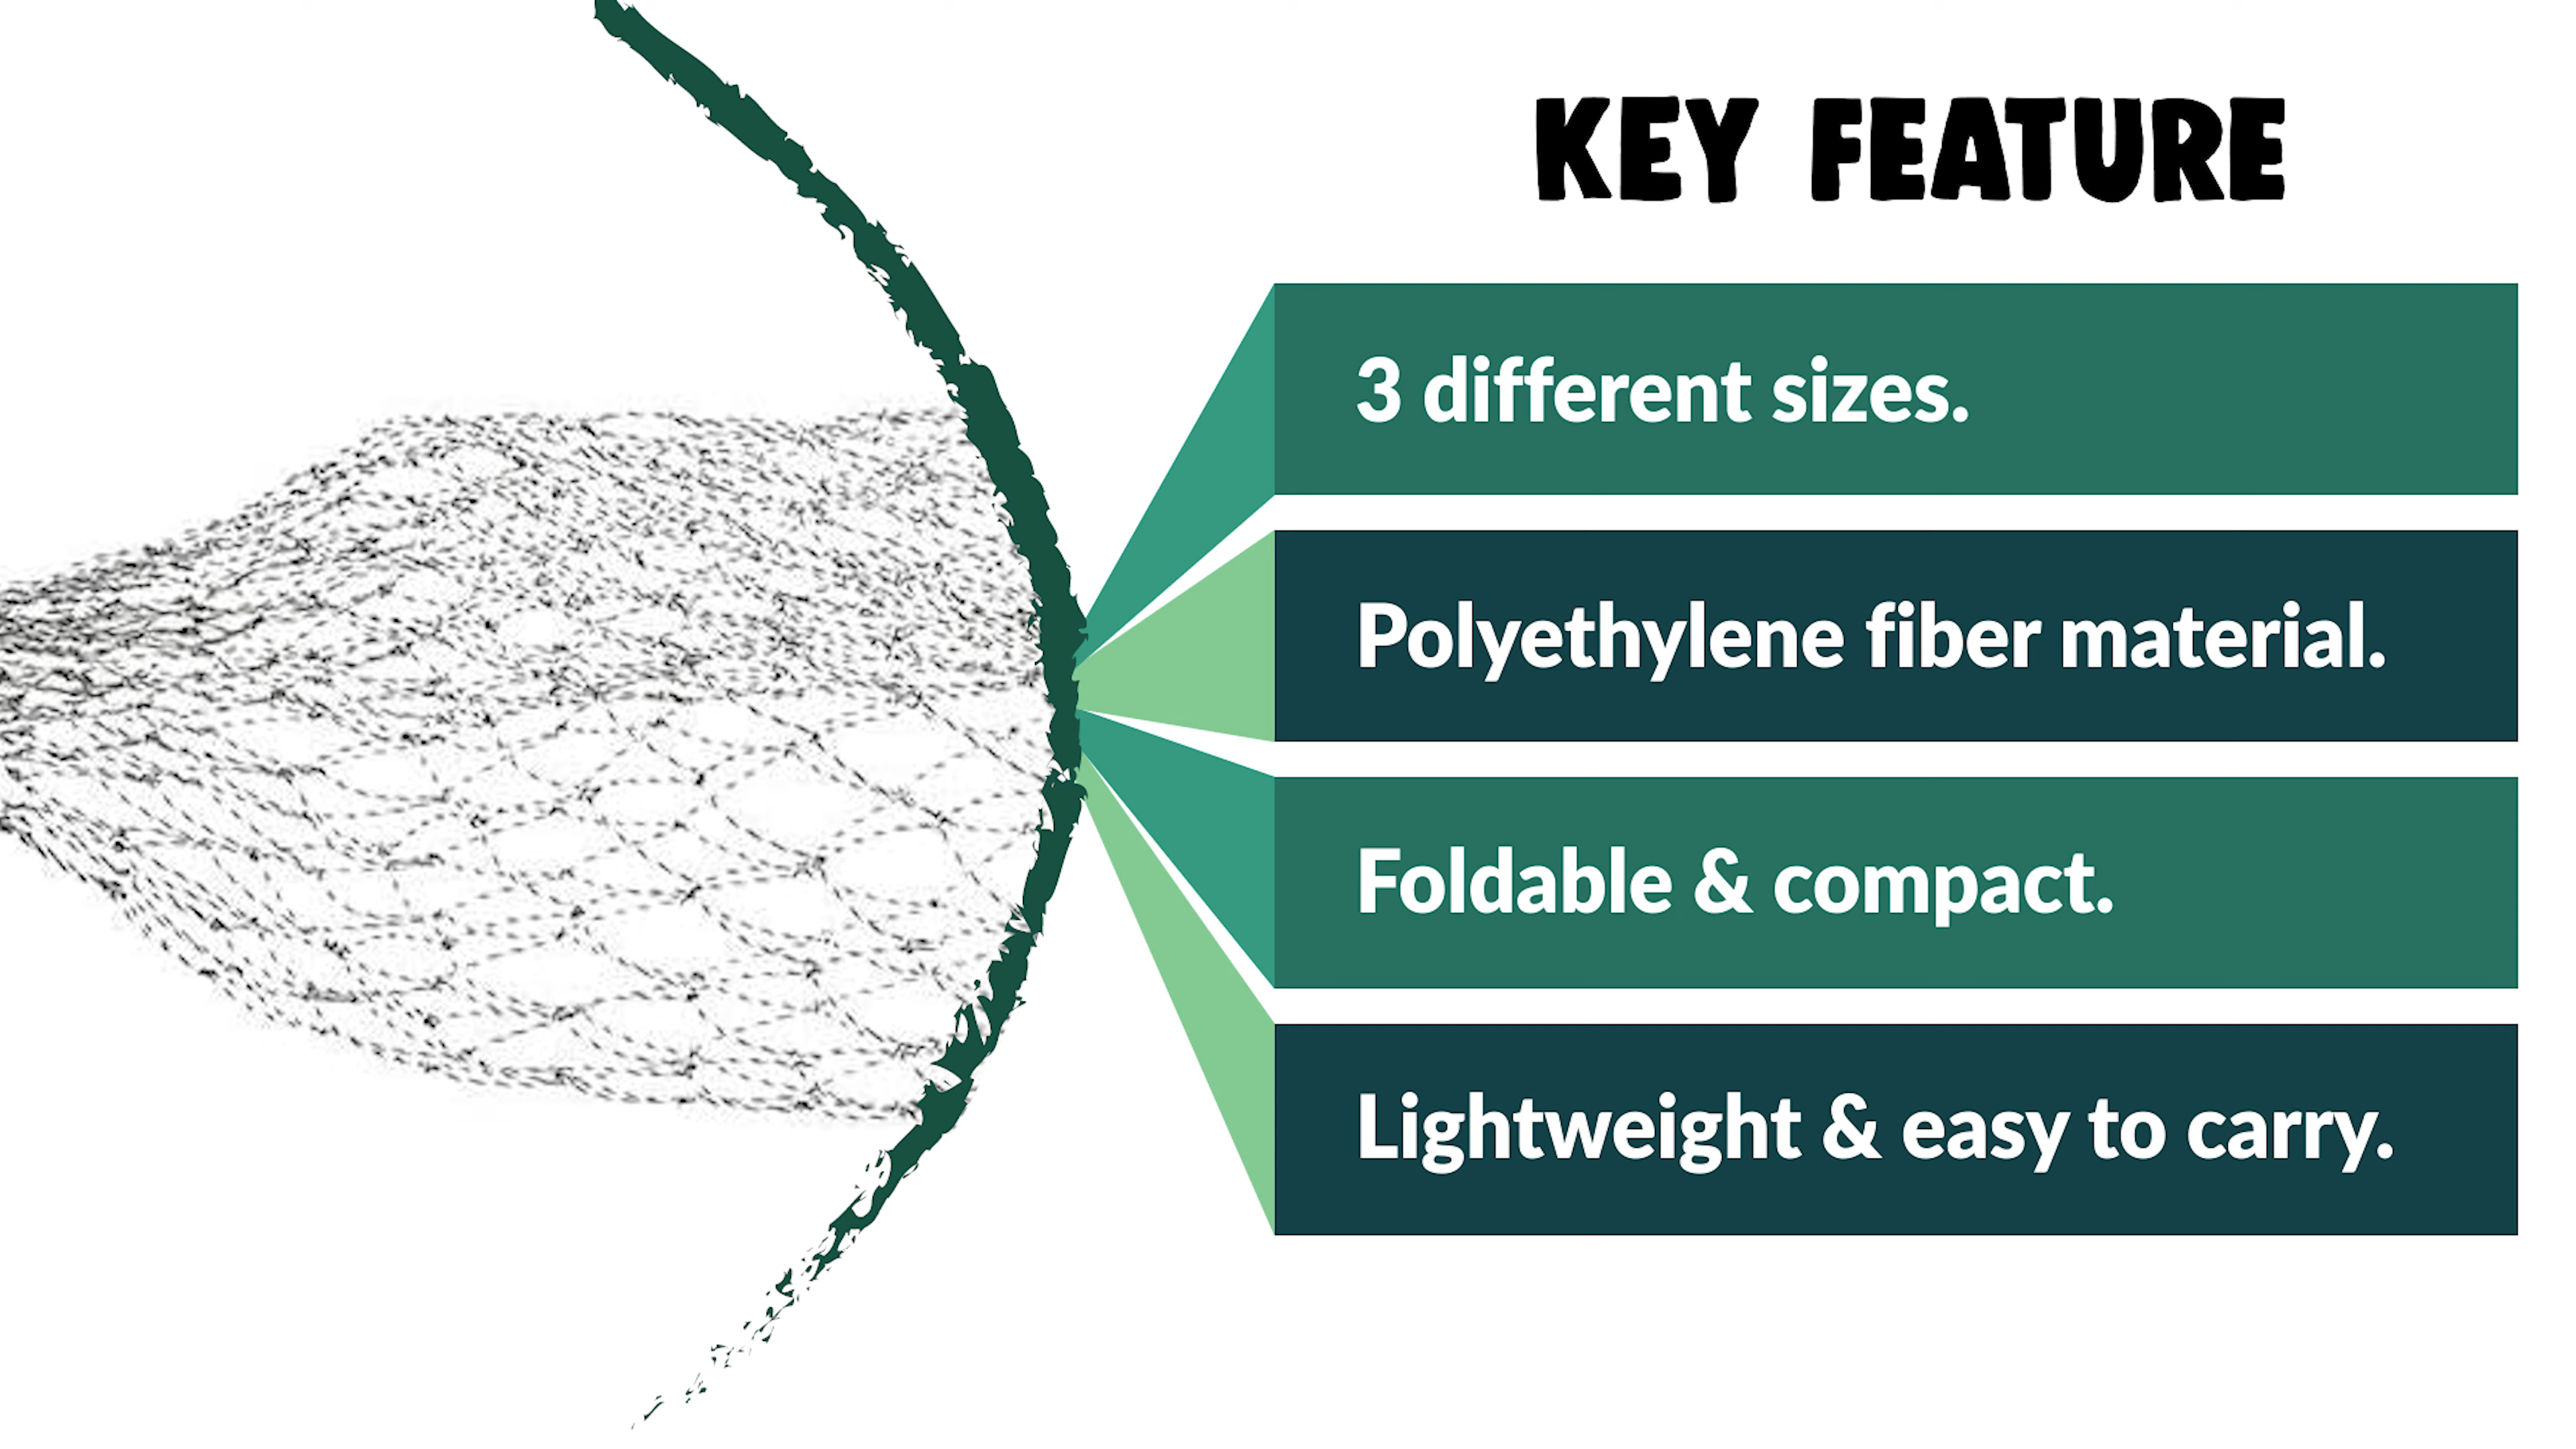 KEY FEATURE
3 different sizes.
Polyethylene fiber material.
Foldable & compact.
Lightweight & easy to carry.